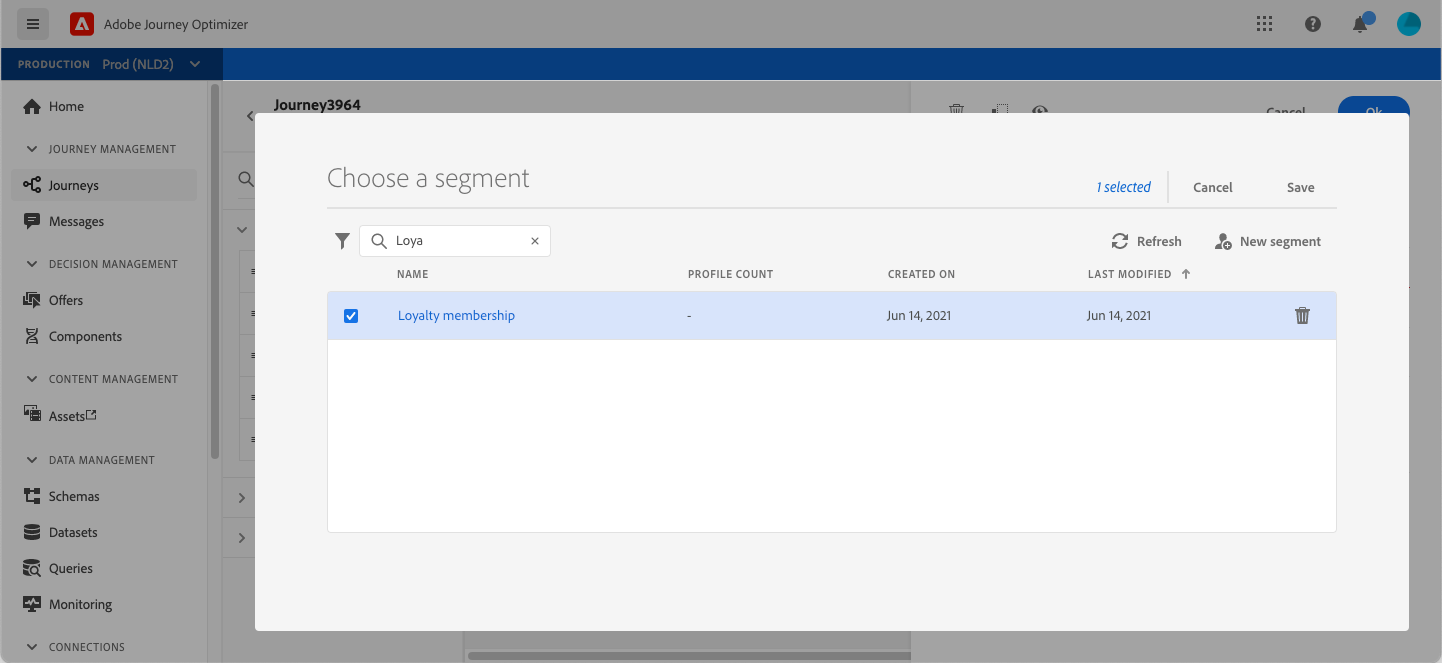 Adobe Journey Optimizer
PRODUCTION Prod (NLD2)
Home
JOURNEY MANAGEMENT
Journeys
Messages
DECISION MANAGEMENT
Offers
Components
CONTENT MANAGEMENT
Assets
DATA MANAGEMENT
Schemas
Datasets
Queries
Monitoring
CONNECTIONS
Journey3964
Cancel Ok
Choose a segment
1 selected Cancel Save
Loya
Refresh New segment
NAME PROFILE COUNT CREATED ON LAST MODIFIED
Loyalty membership - Jun 14, 2021 Jun 14, 2021